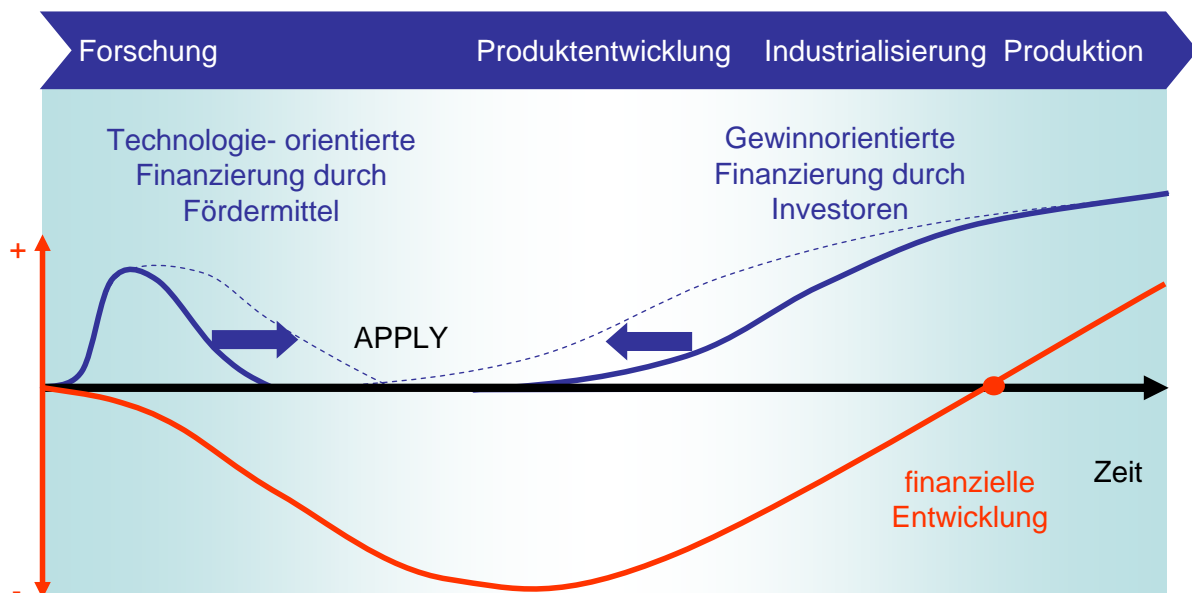 Forschung Produktentwicklung Industrialisierung Produktion
Technologie- orientierte
Finanzierung durch
Fördermittel
Gewinnorientierte
Finanzierung durch
Investoren
+
APPLY
Zeit
finanzielle
Entwicklung
-